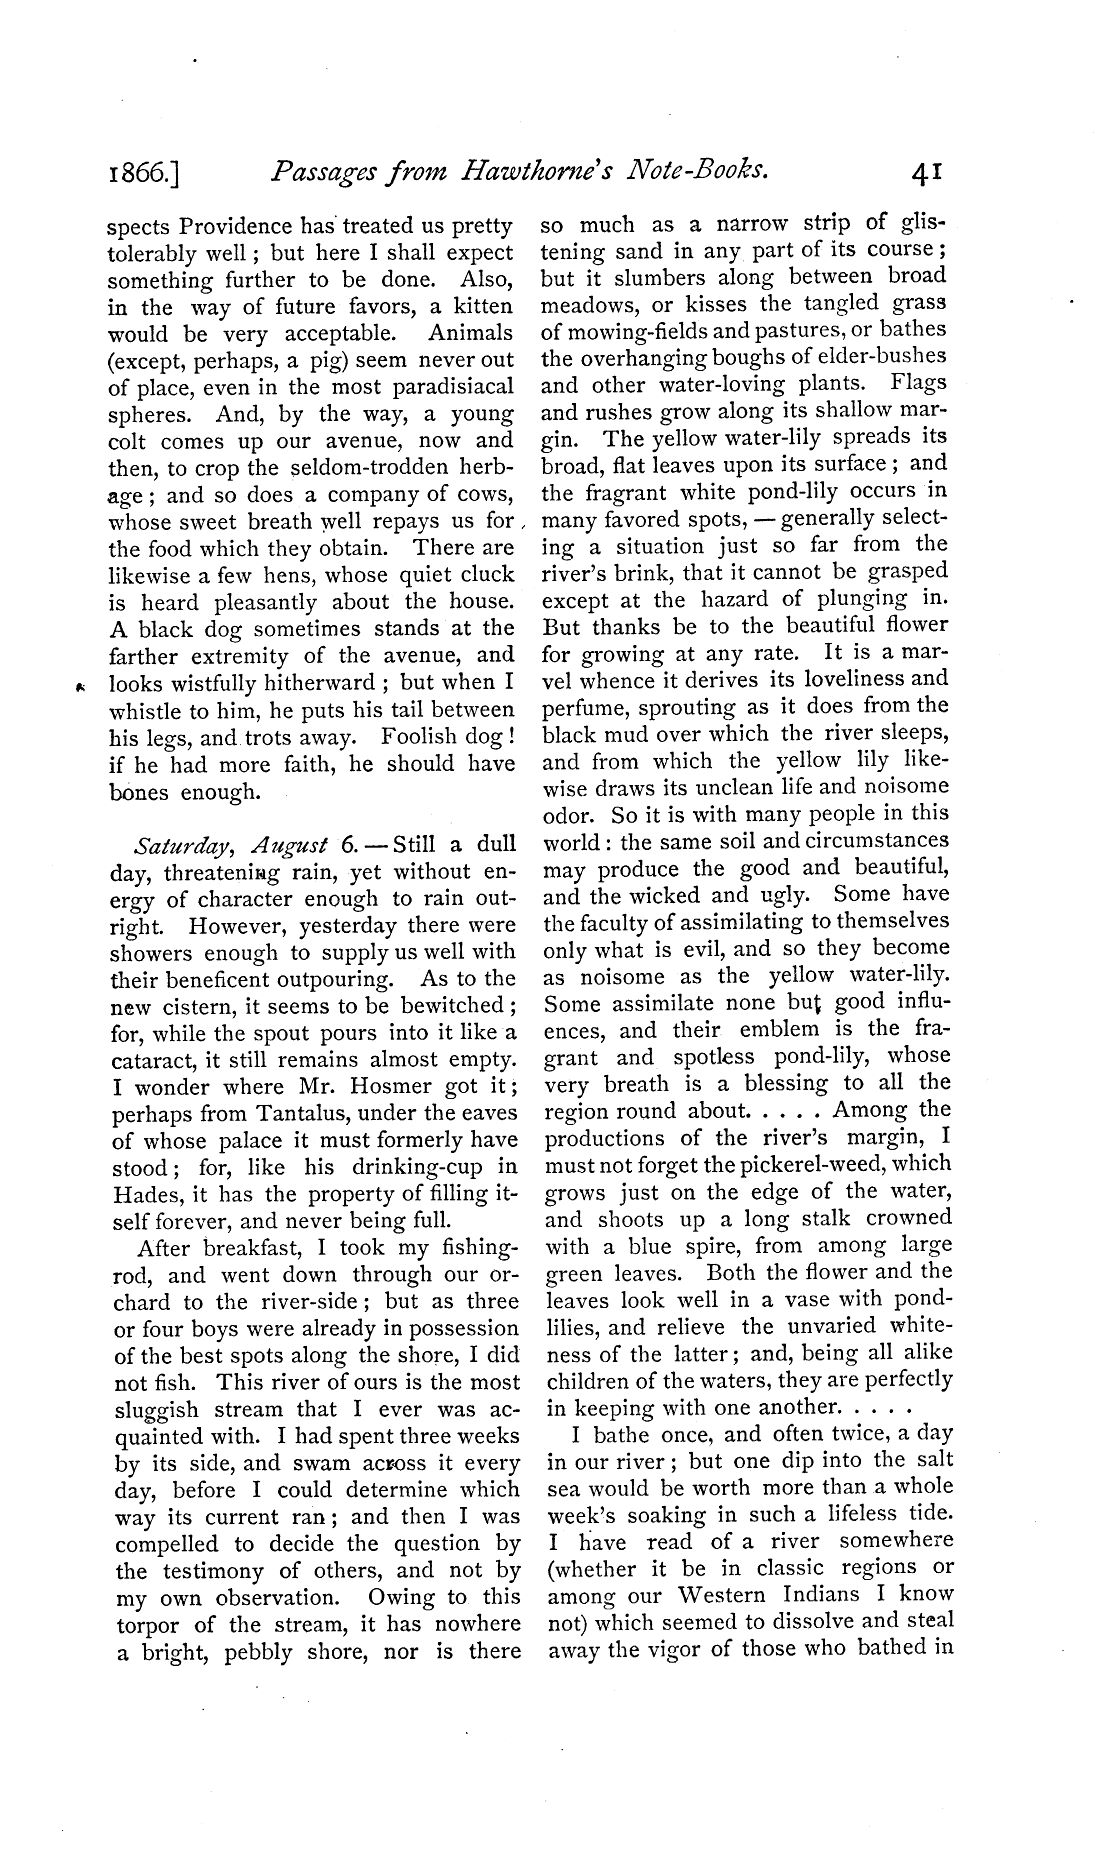 1866.] Passages from Hawthorne's Note-Books. 41
spects Providence has treated us pretty
tolerably well ; but here I shall expect
something further to be done. Also,
in the way of future favors, a kitten
would be very acceptable. Animals
(except, perhaps, a pig) seem never out
of place, even in the most paradisiacal
spheres. And, by the way, a young
colt comes up our avenue, now and
then, to crop the seldom-trodden herb-
age ; and so does a company of cows,
whose sweet breath well repays us for
the food which they obtain. There are
likewise a few hens, whose quiet cluck
is heard pleasantly about the house.
A black dog sometimes stands at the
farther extremity of the avenue, and
looks wistfully hitherward ; but when I
whistle to him, he puts his tail between
his legs, and trots away. Foolish dog !
if he had more faith, he should have
bones enough.
Saturday, August 6. — Still a dull
day, threatening rain, yet without en-
ergy of character enough to rain out-
right. However, yesterday there were
showers enough to supply us well with
their beneficent outpouring. As to the
new cistern, it seems to be bewitched ;
for, while the spout pours into it like a
cataract, it still remains almost empty.
I wonder where Mr. Hosmer got it ;
perhaps from Tantalus, under the eaves
of whose palace it must formerly have
stood ; for, like his drinking-cup in
Hades, it has the property of filling it-
self forever, and never being full.
After breakfast, I took my fishing-
rod, and went down through our or-
chard to the river-side ; but as three
or four boys were already in possession
of the best spots along the shore, I did
not fish. This river of ours is the most
sluggish stream that I ever was ac-
quainted with. I had spent three weeks
by its side, and swam across it every
day, before I could determine which
way its current ran ; and then I was
compelled to decide the question by
the testimony of others, and not by
my own observation. Owing to this
torpor of the stream, it has nowhere
a bright, pebbly shore, nor is there
so much as a narrow strip of glis-
tening sand in any part of its course ;
but it slumbers along between broad
meadows, or kisses the tangled grass
of mowing-fields and pastures, or bathes
the overhanging boughs of elder-bushes
and other water-loving plants. Flags
and rushes grow along its shallow mar-
gin. The yellow water-lily spreads its
broad, flat leaves upon its surface ; and
the fragrant white pond-lily occurs in
many favored spots, — generally select-
ing a situation just so far from the
river's brink, that it cannot be grasped
except at the hazard of plunging in.
But thanks be to the beautiful flower
for growing at any rate. It is a mar-
vel whence it derives its loveliness and
perfume, sprouting as it does from the
black mud over which the river sleeps,
and from which the yellow lily like-
wise draws its unclean life and noisome
odor. So it is with many people in this
world : the same soil and circumstances
may produce the good and beautiful,
and the wicked and ugly. Some have
the faculty of assimilating to themselves
only what is evil, and so they become
as noisome as the yellow water-lily.
Some assimilate none but good influ-
ences, and their emblem is the fra-
grant and spotless pond-lily, whose
very breath is a blessing to all the
region round about. . . . . Among the
productions of the river's margin, I
must not forget the pickerel-weed, which
grows just on the edge of the water,
and shoots up a long stalk crowned
with a blue spire, from among large
green leaves. Both the flower and the
leaves look well in a vase with pond-
lilies, and relieve the unvaried white-
ness of the latter ; and, being all alike
children of the waters, they are perfectly
in keeping with one another. . . . .
I bathe once, and often twice, a day
in our river ; but one dip into the salt
sea would be worth more than a whole
week's soaking in such a lifeless tide.
I have read of a river somewhere
(whether it be in classic regions or
among our Western Indians I know
not) which seemed to dissolve and steal
away the vigor of those who bathed in